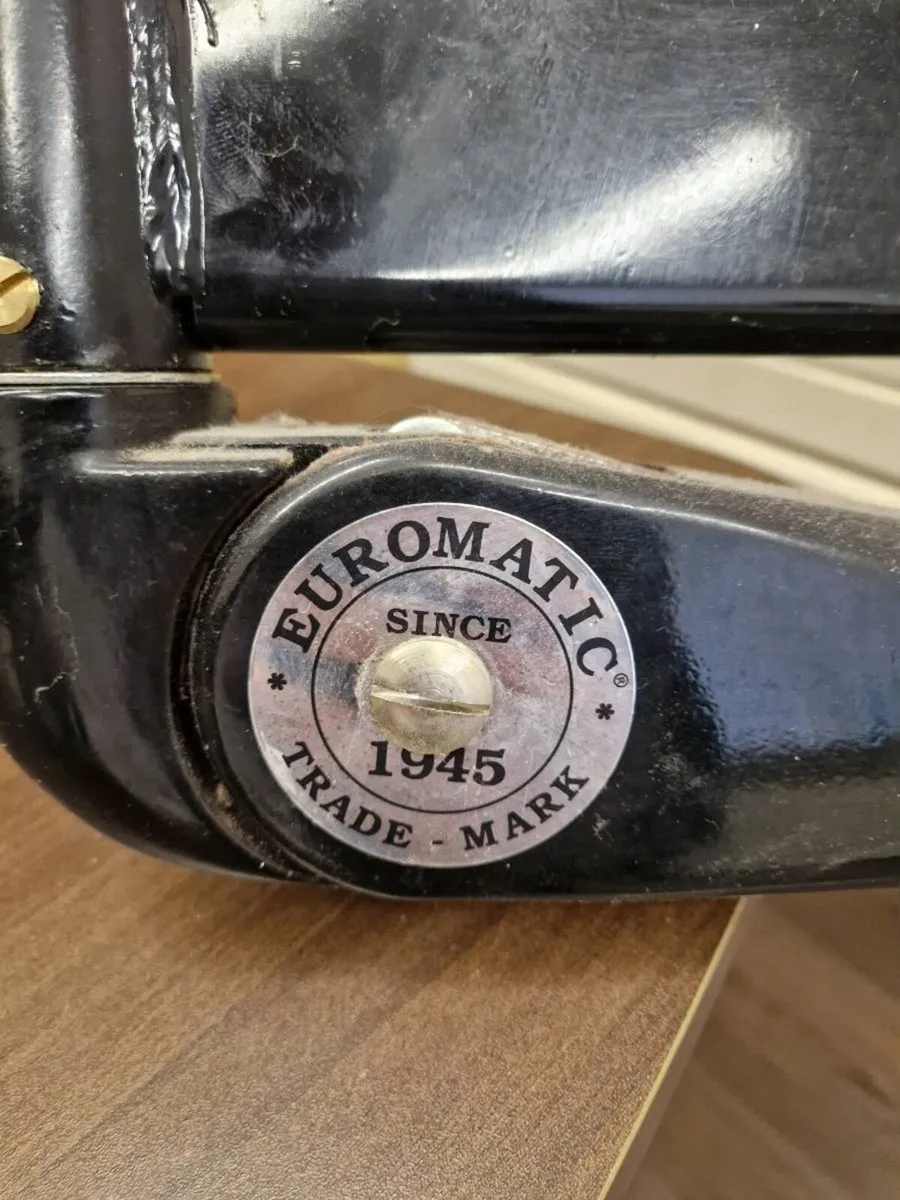 EUROMATIC®
SINCE
1945
* TRADE - MARK *